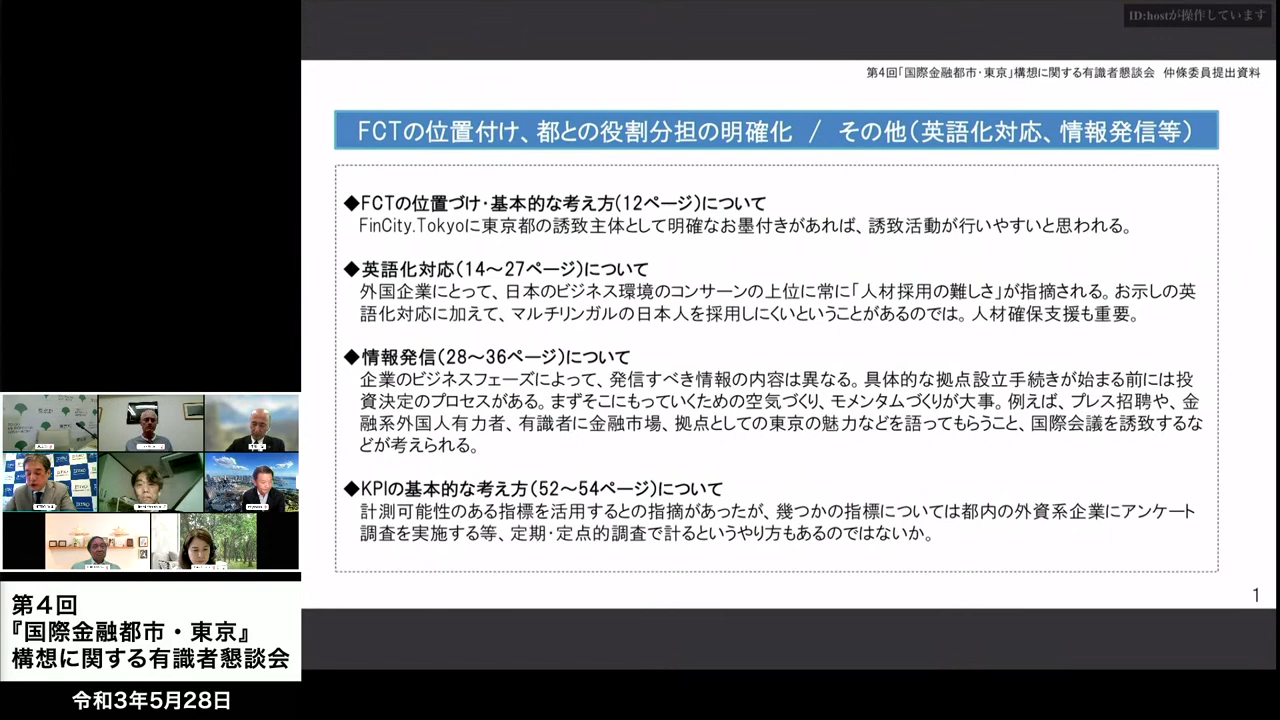 ID:hostが操作しています
第4回「国際金融都市・東京」構想に関する有識者懇談会 仲條委員提出資料
FCTの位置付け、都との役割分担の明確化 / その他(英語化対応、情報発信等)
◆FCTの位置づけ・基本的な考え方(12ページ)について
FinCity.Tokyoに東京都の誘致主体として明確なお墨付きがあれば、誘致活動が行いやすいと思われる。
◆英語化対応(14～27ページ)について
外国企業にとって、日本のビジネス環境のコンサーンの上位に常に「人材採用の難しさ」が指摘される。お示しの英
語化対応に加えて、マルチリンガルの日本人を採用しにくいということがあるのでは。人材確保支援も重要。
◆情報発信(28～36ページ)について
企業のビジネスフェーズによって、発信すべき情報の内容は異なる。具体的な拠点設立手続きが始まる前には投
資決定のプロセスがある。まずそこにもっていくための空気づくり、モメンタムづくりが大事。例えば、プレス招聘や、金
融系外国人有力者、有識者に金融市場、拠点としての東京の魅力などを語ってもらうこと、国際会議を誘致するな
どが考えられる。
◆KPIの基本的な考え方(52～54ページ)について
計測可能性のある指標を活用するとの指摘があったが、幾つかの指標については都内の外資系企業にアンケート
調査を実施する等、定期・定点的調査で計るというやり方もあるのではないか。
1
第4回
『国際金融都市・東京』
構想に関する有識者懇談会
令和3年5月28日